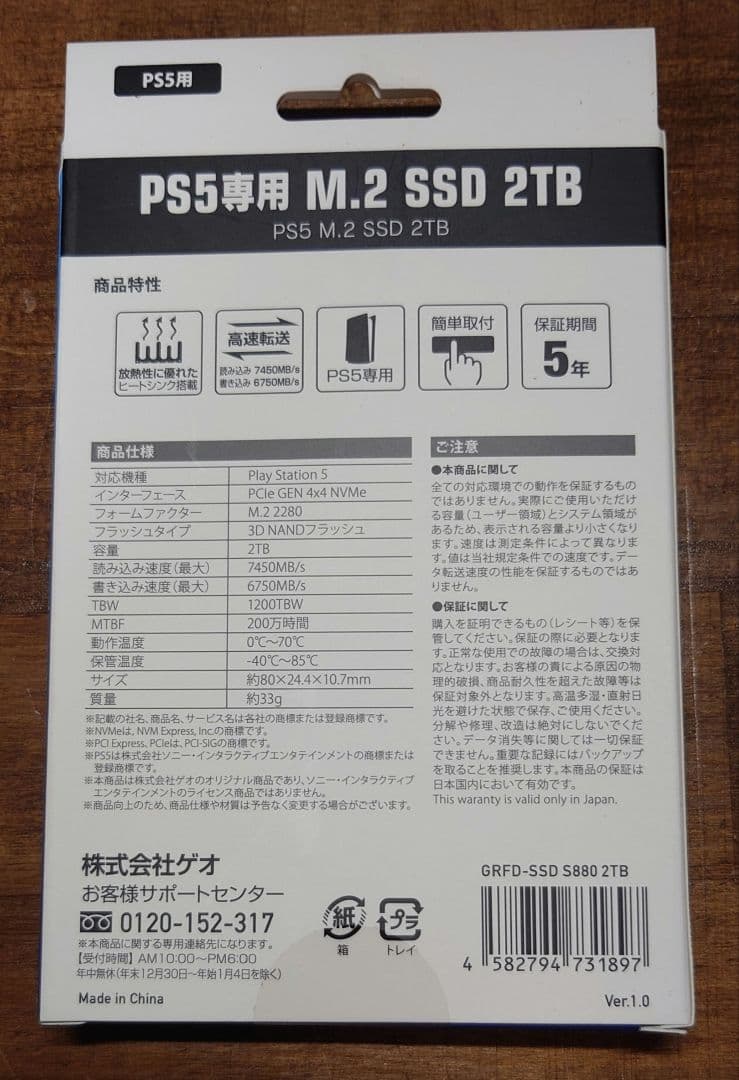 PS5用
PS5専用 M.2 SSD 2TB
PS5 M.2 SSD 2TB
商品特性
放熱性に優れた
ヒートシンク搭載
高速転送
読み込み 7450MB/s
書き込み 6750MB/s
PS5専用
簡単取付
保証期間
5年
商品仕様
対応機種 Play Station 5
インターフェース PCIe GEN 4x4 NVMe
フォームファクター M.2 2280
フラッシュタイプ 3D NANDフラッシュ
容量 2TB
読み込み速度(最大) 7450MB/s
書き込み速度(最大) 6750MB/s
TBW 1200TBW
MTBF 200万時間
動作温度 0℃〜70℃
保管温度 -40℃〜85℃
サイズ 約80×24.4×10.7mm
質量 約33g
※記載の社名、商品名、サービス名は各社の商標または登録商標です。
※NVMeは、NVM Express, Inc.の商標です。
※PCI Express、PCIeは、PCI-SIGの商標です。
※PS5は株式会社ソニー・インタラクティブエンタテインメントの商標または
登録商標です。
※本商品は株式会社ゲオのオリジナル商品であり、ソニー・インタラクティブ
エンタテインメントのライセンス商品ではありません。
※商品向上のため、商品仕様や材質は予告なく変更する場合がございます。
ご注意
●本商品に関して
全ての対応環境での動作を保証するもの
ではありません。実際にご使用いただけ
る容量(ユーザー領域)とシステム領域が
あるため、表示される容量より小さくなり
ます。速度は測定条件によって異なりま
す。値は当社規定条件での速度です。デー
タ転送速度の性能を保証するものではあ
りません。
●保証に関して
購入を証明できるもの(レシート等)を保
管してください。保証の際に必要となりま
す。正常な使用での故障の場合は、交換対
応となります。お客様の責による原因の物
理的破損、商品耐久性を超えた故障等は
保証対象外となります。高温多湿・直射日
光を避けた状態で保存、ご使用ください。
分解や修理、改造は絶対にしないでくだ
さい。データ消失等に関しては一切保証
できません。重要な記録にはバックアップ
を取ることを推奨します。本商品の保証は
日本国内において有効です。
This waranty is valid only in Japan.
株式会社ゲオ
お客様サポートセンター
0120-152-317
※本商品に関する専用連絡先になります。
【受付時間】AM10:00〜PM6:00
年中無休(年末12月30日〜年始1月4日を除く)
Made in China
紙
箱
プラ
トレイ
GRFD-SSD S880 2TB
4 582794 731897
Ver.1.0